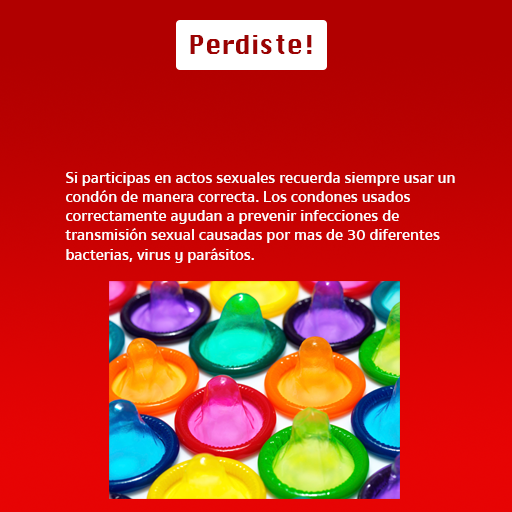 Perdiste!
Si participas en actos sexuales recuerda siempre usar un
condón de manera correcta. Los condones usados
correctamente ayudan a prevenir infecciones de
transmisión sexual causadas por mas de 30 diferentes
bacterias, virus y parásitos.